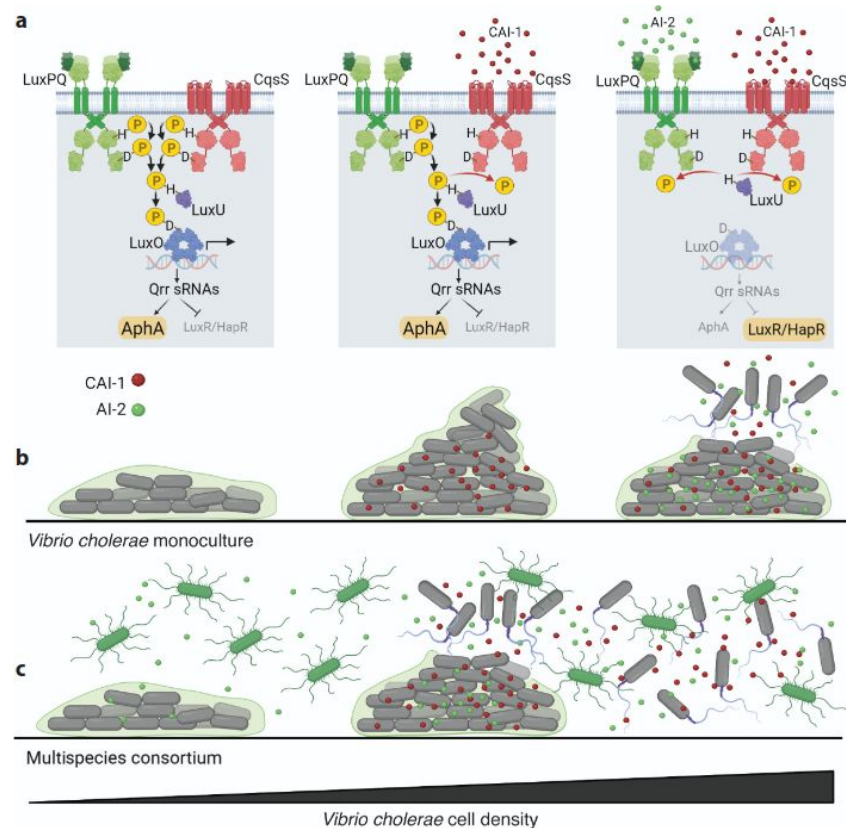 a
LuxPQ
CqsS
H
H
D
D
P
P
P
P
P
H
LuxU
P
D
LuxO
Qrr sRNAs
AphA
LuxR/HapR
CAI-1
LuxPQ
CqsS
P
H
H
P
D
D
P
H
P
LuxU
P
D
LuxO
Qrr sRNAs
AphA
LuxR/HapR
AI-2
CAI-1
LuxPQ
CqsS
H
H
D
D
P
H
P
LuxU
D
LuxO
Qrr sRNAs
AphA
LuxR/HapR
CAI-1
AI-2
b
Vibrio cholerae monoculture
c
Multispecies consortium
Vibrio cholerae cell density